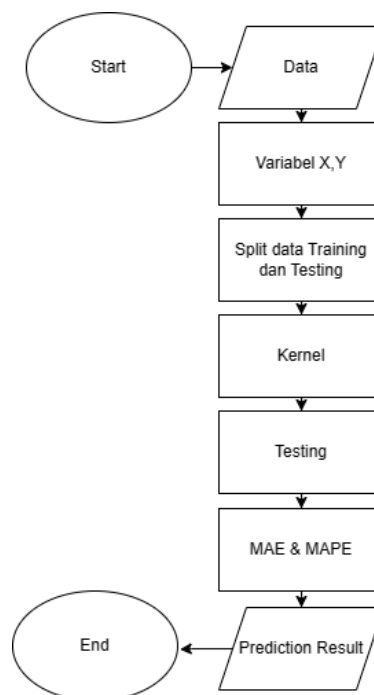 Start
Data
Variabel X,Y
Split data Training
dan Testing
Kernel
Testing
MAE & MAPE
Prediction Result
End